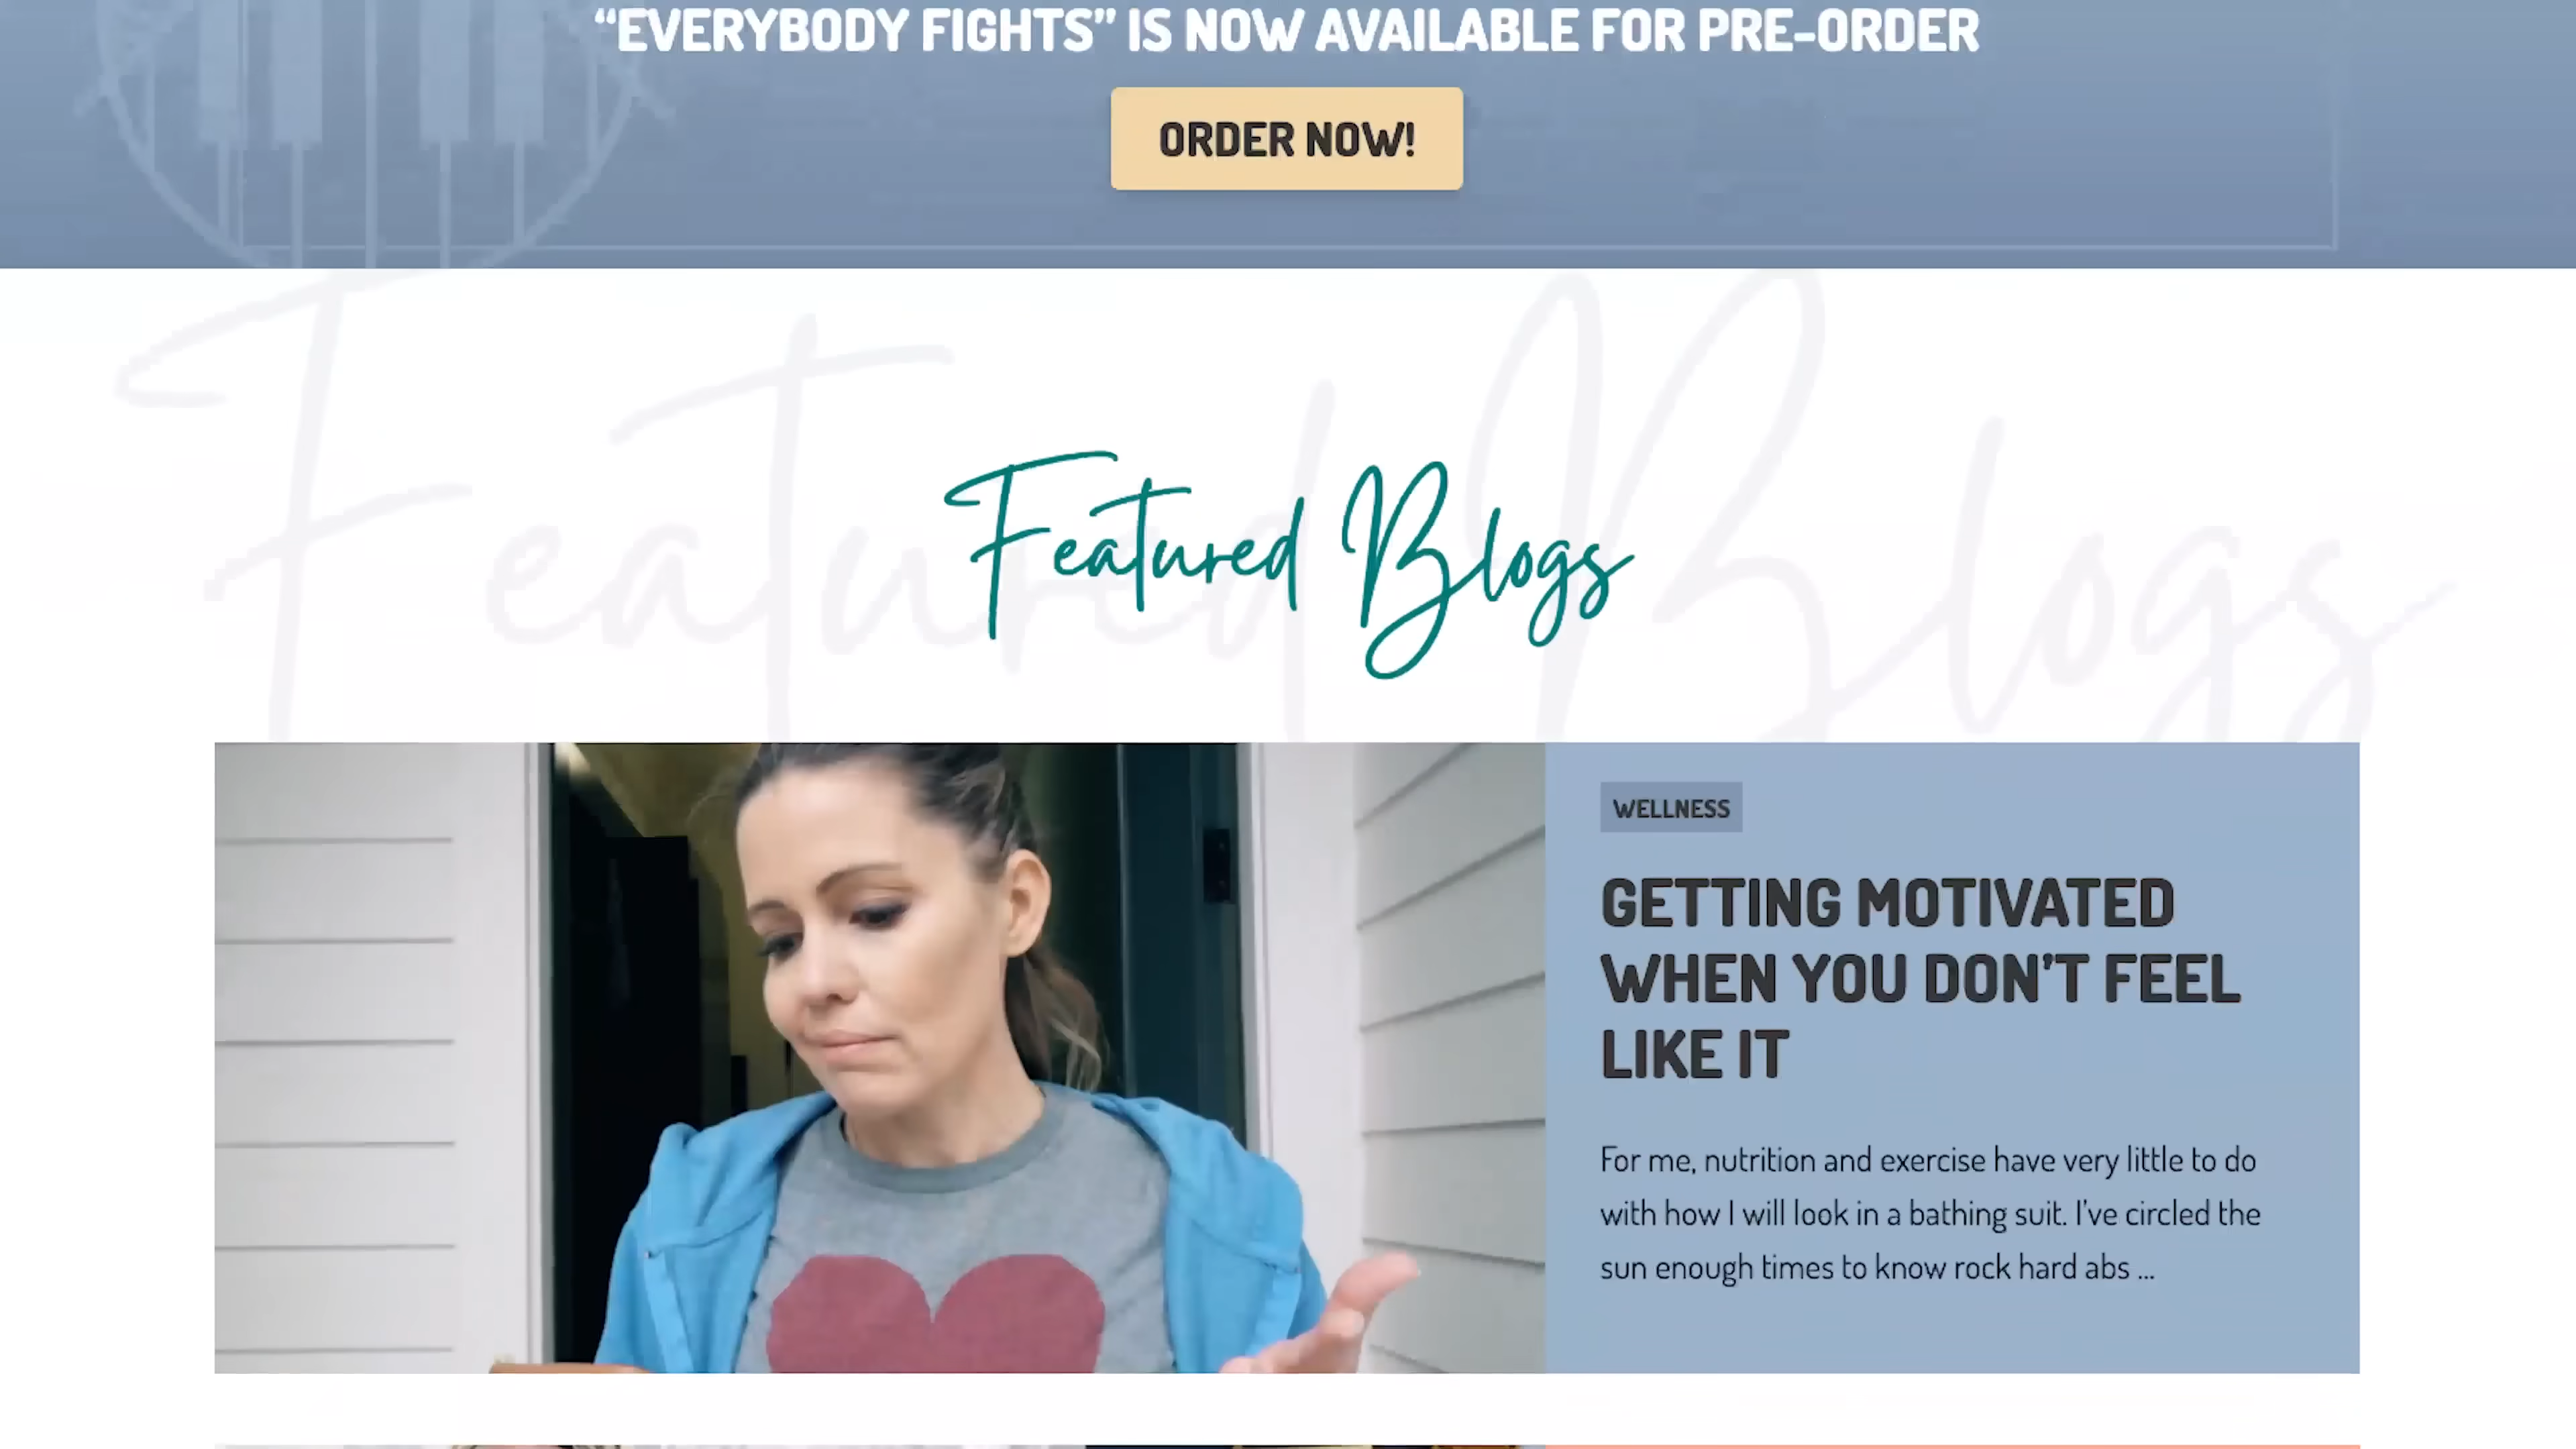 “EVERYBODY FIGHTS” IS NOW AVAILABLE FOR PRE-ORDER
ORDER NOW!
Featured Blogs
Featured Blogs
WELLNESS
GETTING MOTIVATED
WHEN YOU DON’T FEEL
LIKE IT
For me, nutrition and exercise have very little to do
with how I will look in a bathing suit. I’ve circled the
sun enough times to know rock hard abs ...